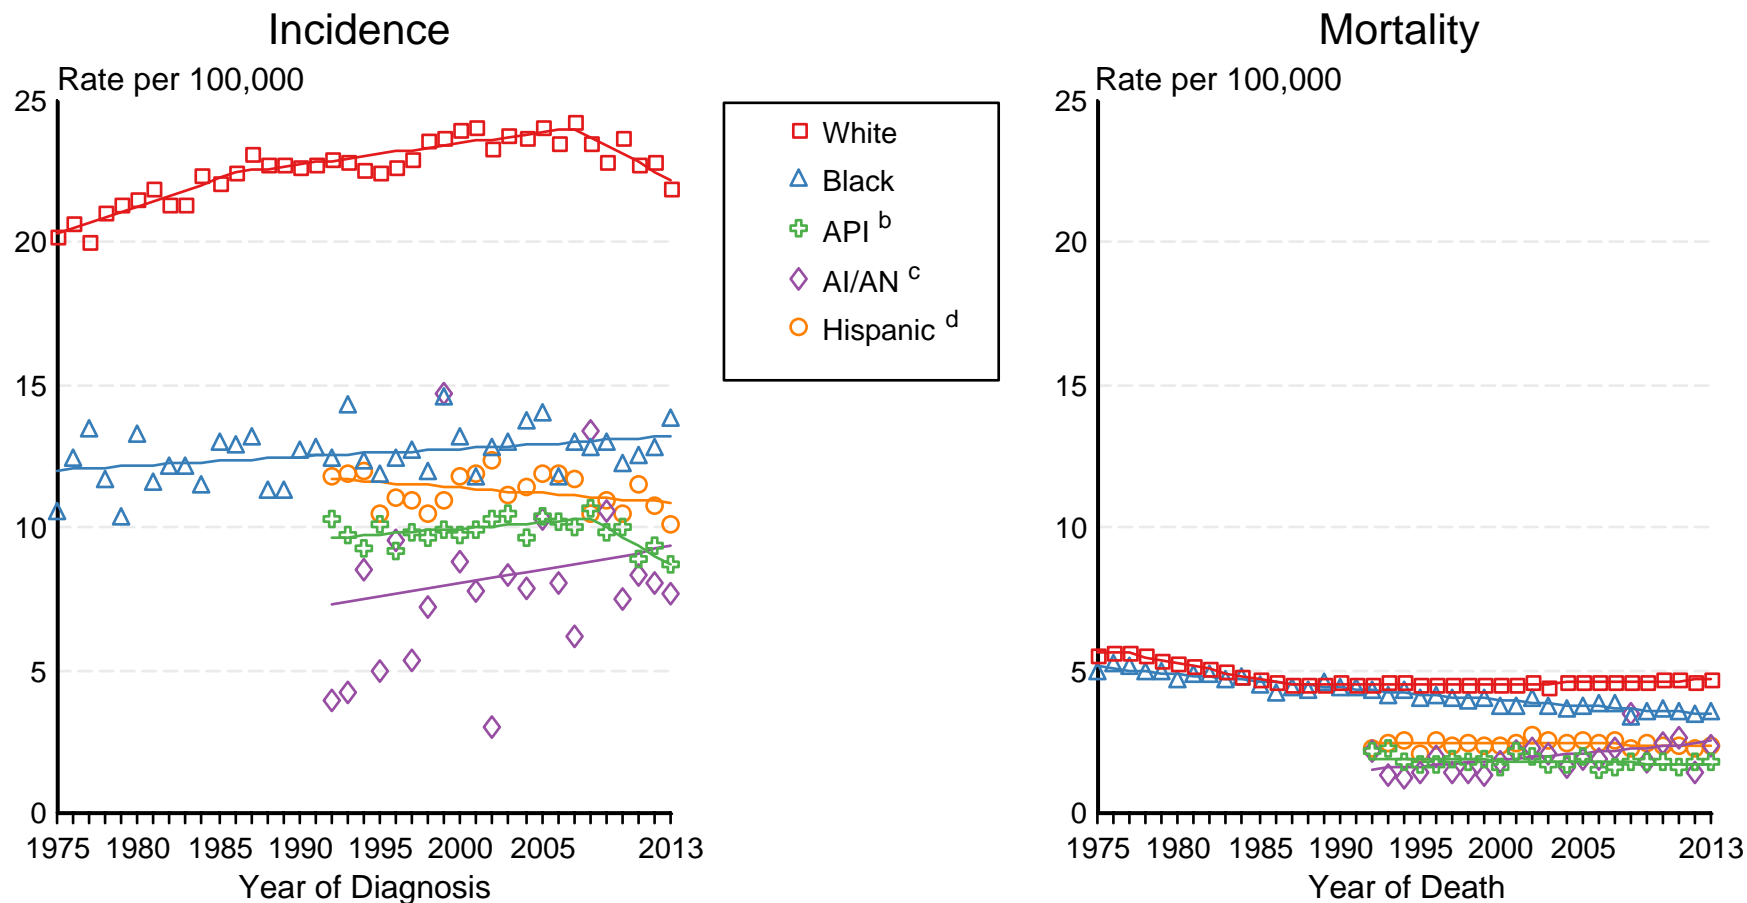 Incidence
Mortality
Rate per 100,000
Rate per 100,000
25
20
15
10
5
0
1975 1980 1985 1990 1995 2000 2005 2013
Year of Diagnosis
White
Black
API b
AI/AN c
Hispanic d
25
20
15
10
5
0
1975 1980 1985 1990 1995 2000 2005 2013
Year of Death